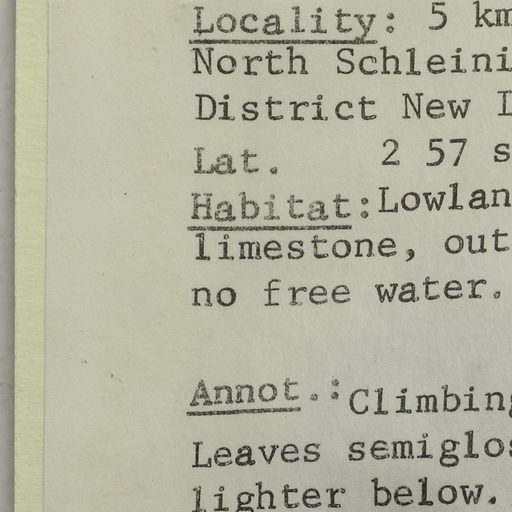 Locality: 5 km
North Schleini
District New I
Lat. 2 57 s
Habitat:Lowlan
limestone, out
no free water.
Annot.:Climbing
Leaves semiglos
lighter below.